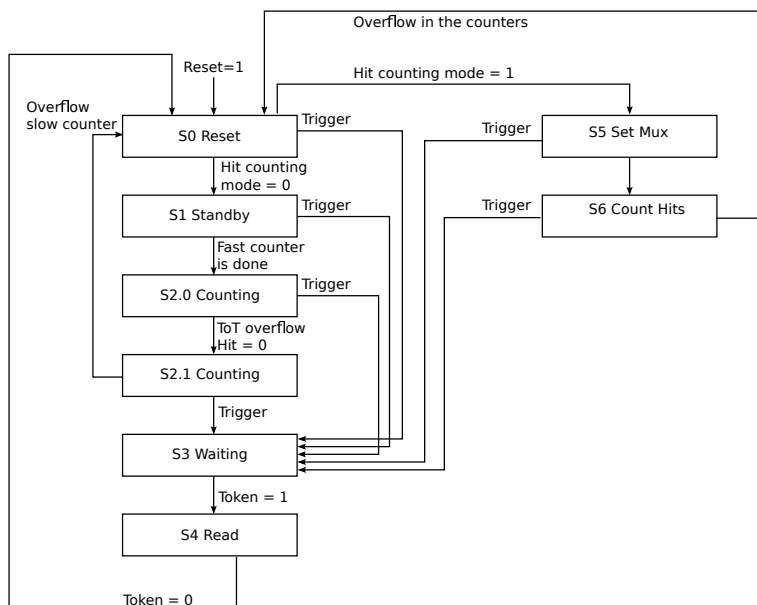 Overflow in the counters
Reset=1
Hit counting mode = 1
Overflow
slow counter
S0 Reset
Trigger
Trigger
S5 Set Mux
Hit counting
mode = 0
S1 Standby
Trigger
Trigger
S6 Count Hits
Fast counter
is done
S2.0 Counting
Trigger
ToT overflow
Hit = 0
S2.1 Counting
Trigger
S3 Waiting
Token = 1
S4 Read
Token = 0